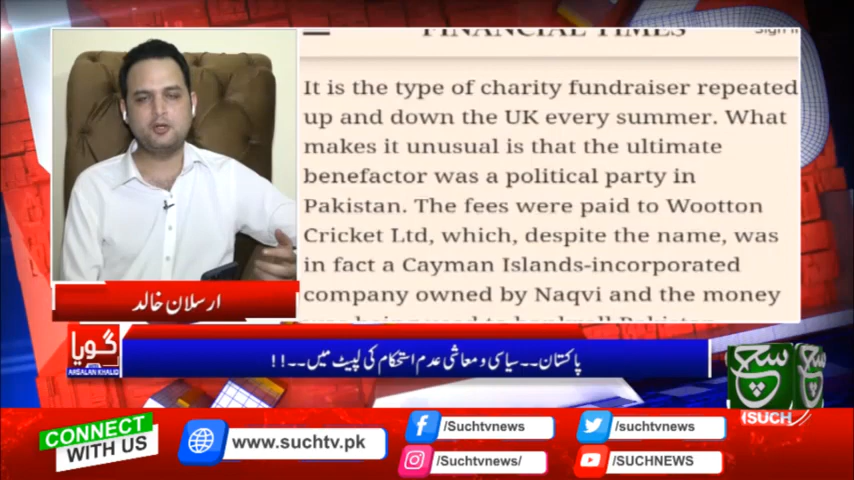 FINANCIAL TIMES
Sign in
It is the type of charity fundraiser repeated
up and down the UK every summer. What
makes it unusual is that the ultimate
benefactor was a political party in
Pakistan. The fees were paid to Wootton
Cricket Ltd, which, despite the name, was
in fact a Cayman Islands-incorporated
company owned by Naqvi and the money
ارسلان خالد
گویا
WITH
ARSALAN KHALID
پاکستان۔۔سیاسی و معاشی عدم استحکام کی لپیٹ میں۔۔!!
سچ
سچ
SUCH
CONNECT
WITH US
www.suchtv.pk
/Suchtvnews
/suchtvnews
/Suchtvnews/
/SUCHNEWS